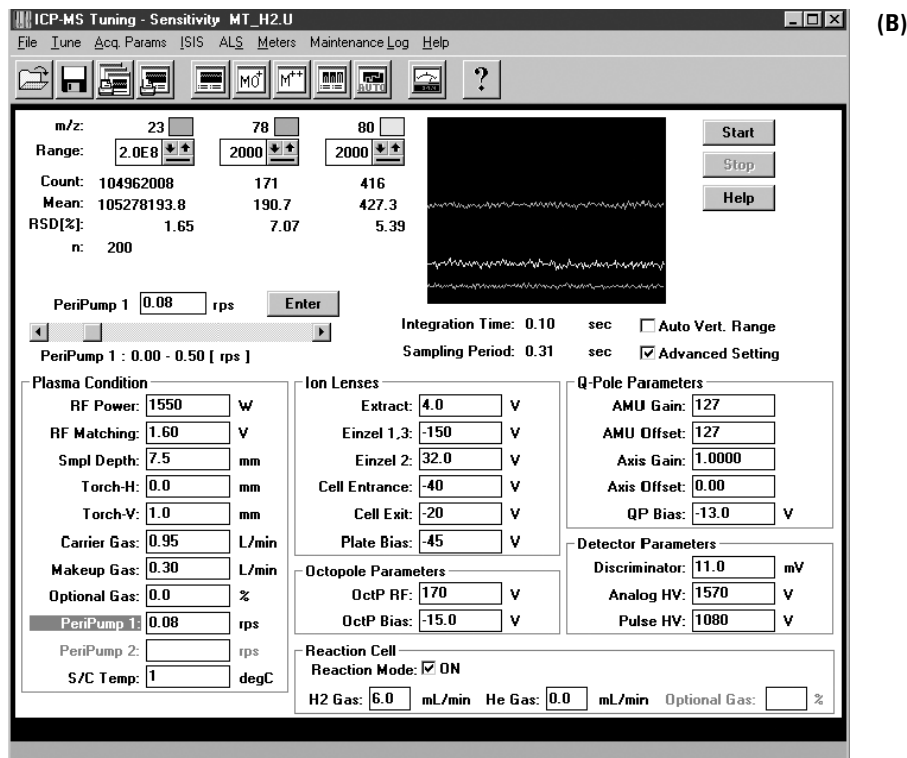 ICP-MS Tuning - Sensitivity MT_H2.U
(B)
File Tune Acq. Params ISIS ALS Meters Maintenance Log Help
MO+ M++ AUTO ?
m/z: 23 78 80
Range: 2.0E8 2000 2000
Count: 104962008 171 416
Mean: 105278193.8 190.7 427.3
RSD[%]: 1.65 7.07 5.39
n: 200
Start
Stop
Help
PeriPump 1 0.08 rps Enter
PeriPump 1 : 0.00 - 0.50 [ rps ]
Integration Time: 0.10 sec
Sampling Period: 0.31 sec
Auto Vert. Range
Advanced Setting
Plasma Condition
RF Power: 1550 W
RF Matching: 1.60 V
Smpl Depth: 7.5 mm
Torch-H: 0.0 mm
Torch-V: 1.0 mm
Carrier Gas: 0.95 L/min
Makeup Gas: 0.30 L/min
Optional Gas: 0.0 %
PeriPump 1: 0.08 rps
PeriPump 2: rps
S/C Temp: 1 degC
Ion Lenses
Extract: 4.0 V
Einzel 1,3: -150 V
Einzel 2: 32.0 V
Cell Entrance: -40 V
Cell Exit: -20 V
Plate Bias: -45 V
Octopole Parameters
OctP RF: 170 V
OctP Bias: -15.0 V
Q-Pole Parameters
AMU Gain: 127
AMU Offset: 127
Axis Gain: 1.0000
Axis Offset: 0.00
QP Bias: -13.0 V
Detector Parameters
Discriminator: 11.0 mV
Analog HV: 1570 V
Pulse HV: 1080 V
Reaction Cell
Reaction Mode: ON
H2 Gas: 6.0 mL/min He Gas: 0.0 mL/min Optional Gas: %